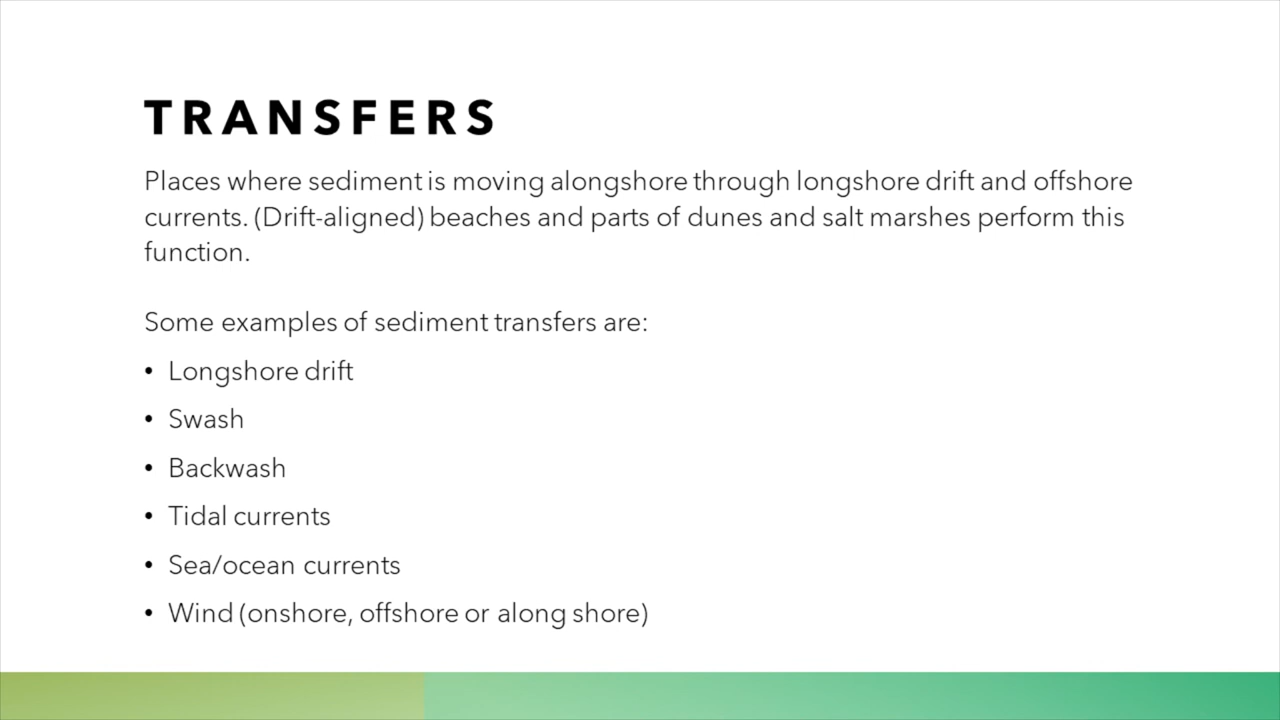 TRANSFERS
Places where sediment is moving alongshore through longshore drift and offshore
currents. (Drift-aligned) beaches and parts of dunes and salt marshes perform this
function.
Some examples of sediment transfers are:
• Longshore drift
• Swash
• Backwash
• Tidal currents
• Sea/ocean currents
• Wind (onshore, offshore or along shore)